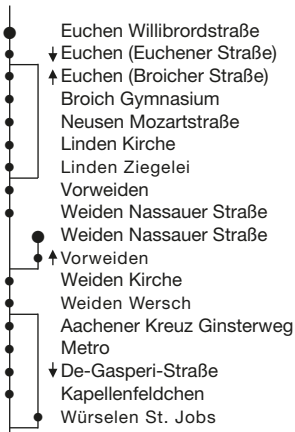 Euchen Willibrordstraße
↓Euchen (Euchener Straße)
↑Euchen (Broicher Straße)
Broich Gymnasium
Neusen Mozartstraße
Linden Kirche
Linden Ziegelei
Vorweiden
Weiden Nassauer Straße
Weiden Nassauer Straße
↑Vorweiden
Weiden Kirche
Weiden Wersch
Aachener Kreuz Ginsterweg
Metro
↓De-Gasperi-Straße
Kapellenfeldchen
Würselen St. Jobs